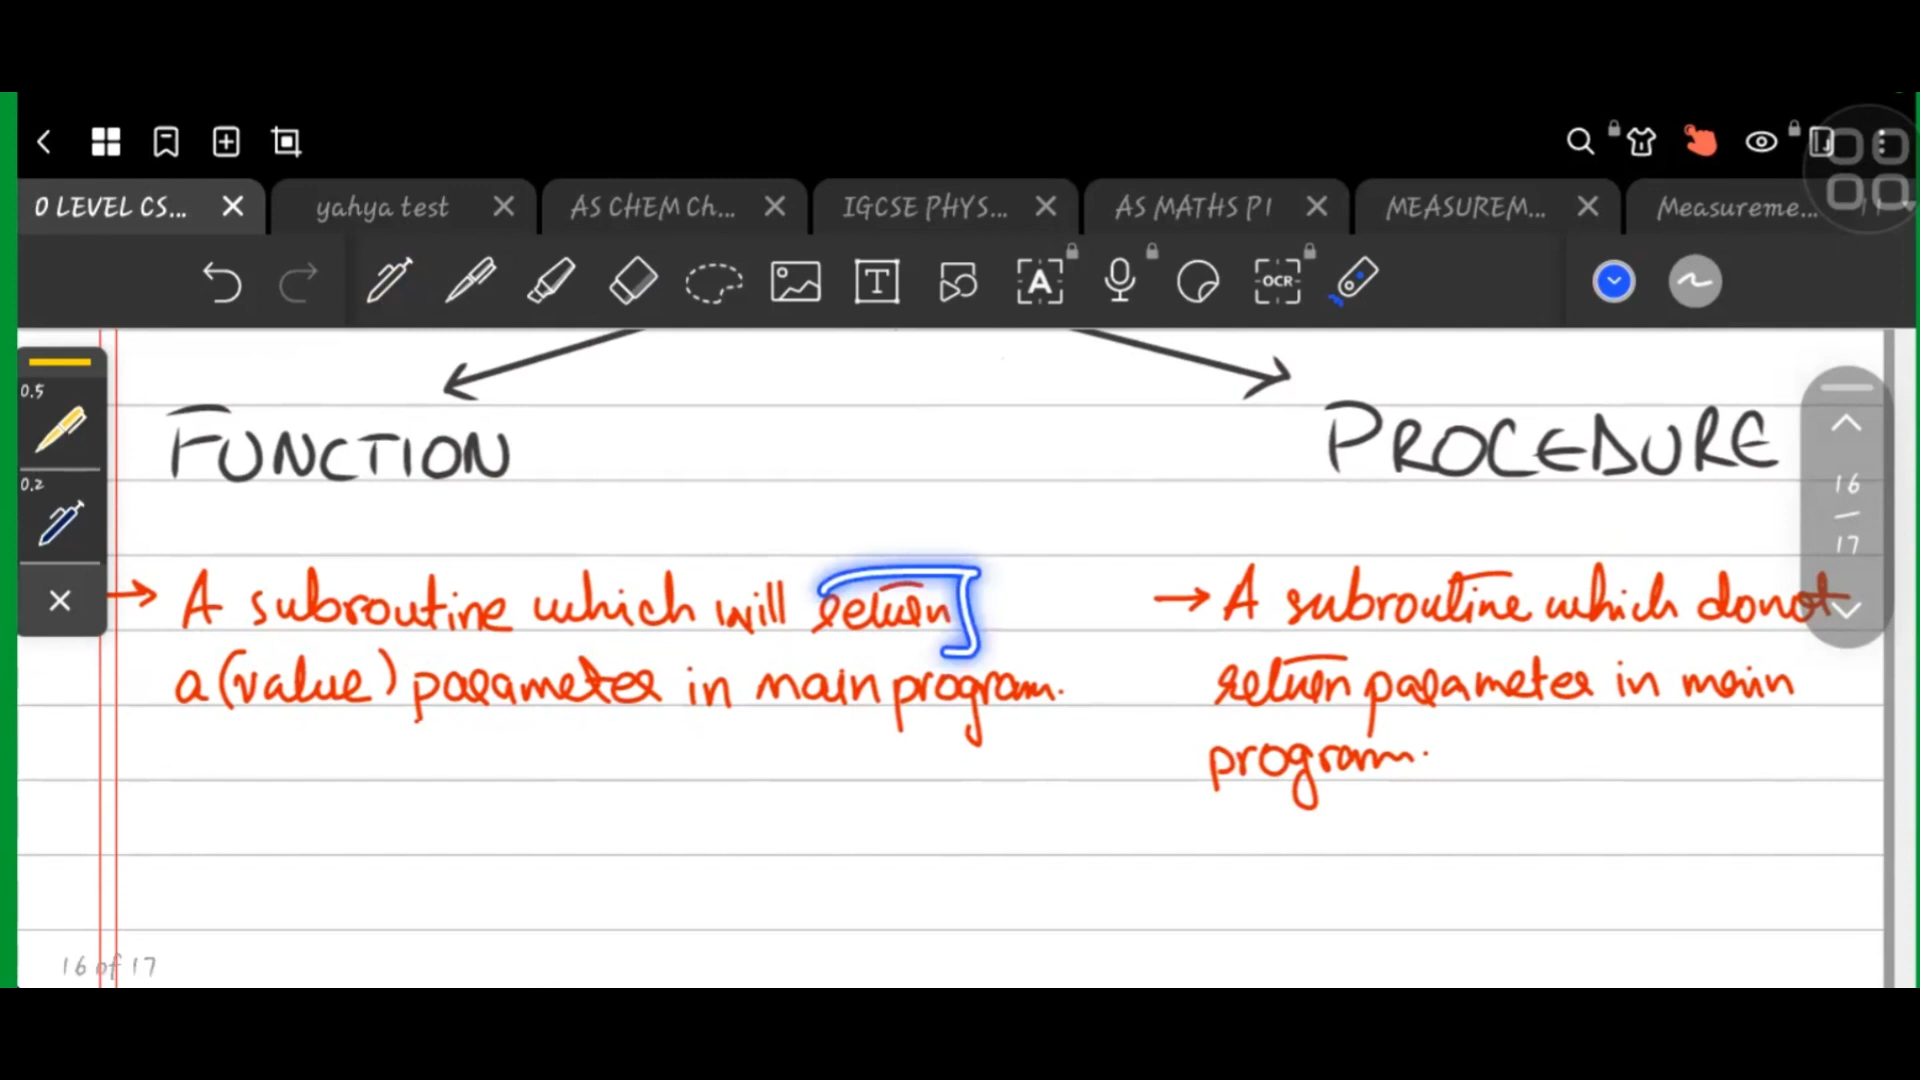 0 LEVEL CS...
yahya test
AS CHEM Ch...
IGCSE PHYS...
AS MATHS P1
MEASUREM...
Measureme...
T
A
OCR
0.5
0.2
FUNCTION
PROCEDURE
16
17
→ A subroutine which will return
a (value) parameter in main program.
→ A subroutine which donot
return parameter in main
program.
16 of 17